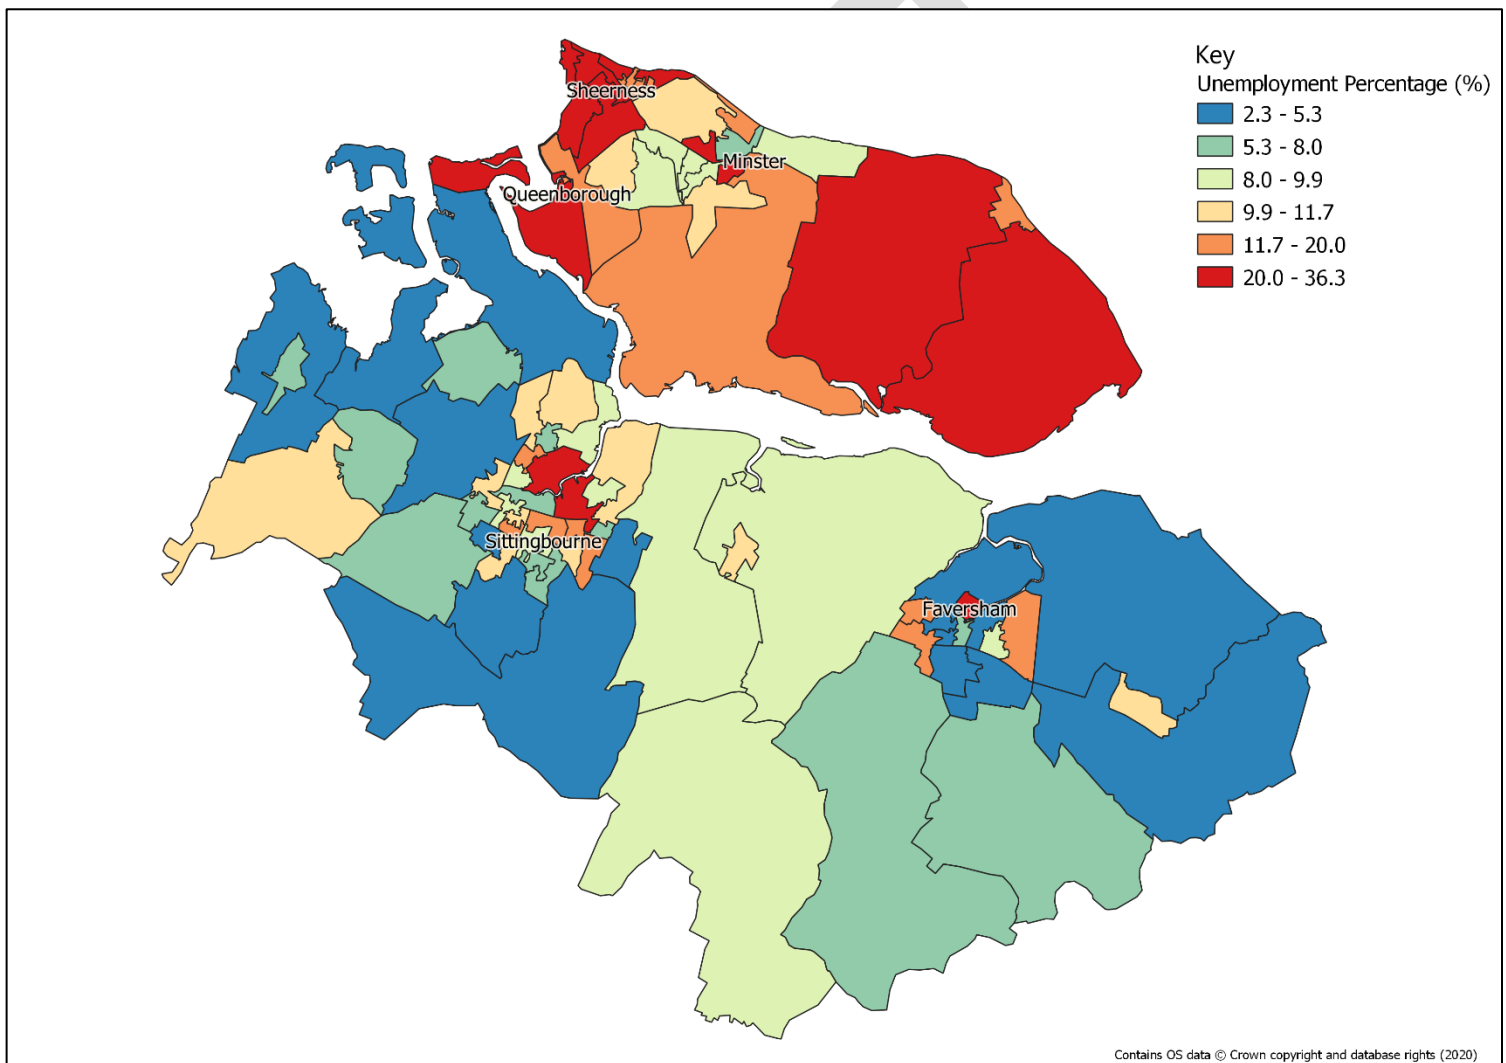 Key
Unemployment Percentage (%)
2.3 - 5.3
5.3 - 8.0
8.0 - 9.9
9.9 - 11.7
11.7 - 20.0
20.0 - 36.3
Sheerness
Minster
Queenborough
Sittingbourne
Faversham
Contains OS data © Crown copyright and database rights (2020)